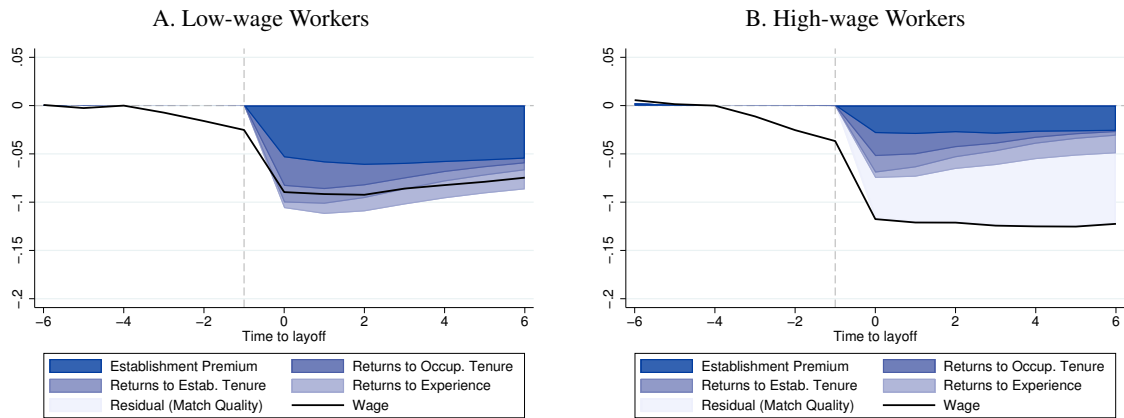 A. Low-wage Workers
.05
0
-.05
-.1
-.15
-.2
-6 -4 -2 0 2 4 6
Time to layoff
Establishment Premium Returns to Occup. Tenure
Returns to Estab. Tenure Returns to Experience
Residual (Match Quality) Wage
B. High-wage Workers
.05
0
-.05
-.1
-.15
-.2
-6 -4 -2 0 2 4 6
Time to layoff
Establishment Premium Returns to Occup. Tenure
Returns to Estab. Tenure Returns to Experience
Residual (Match Quality) Wage